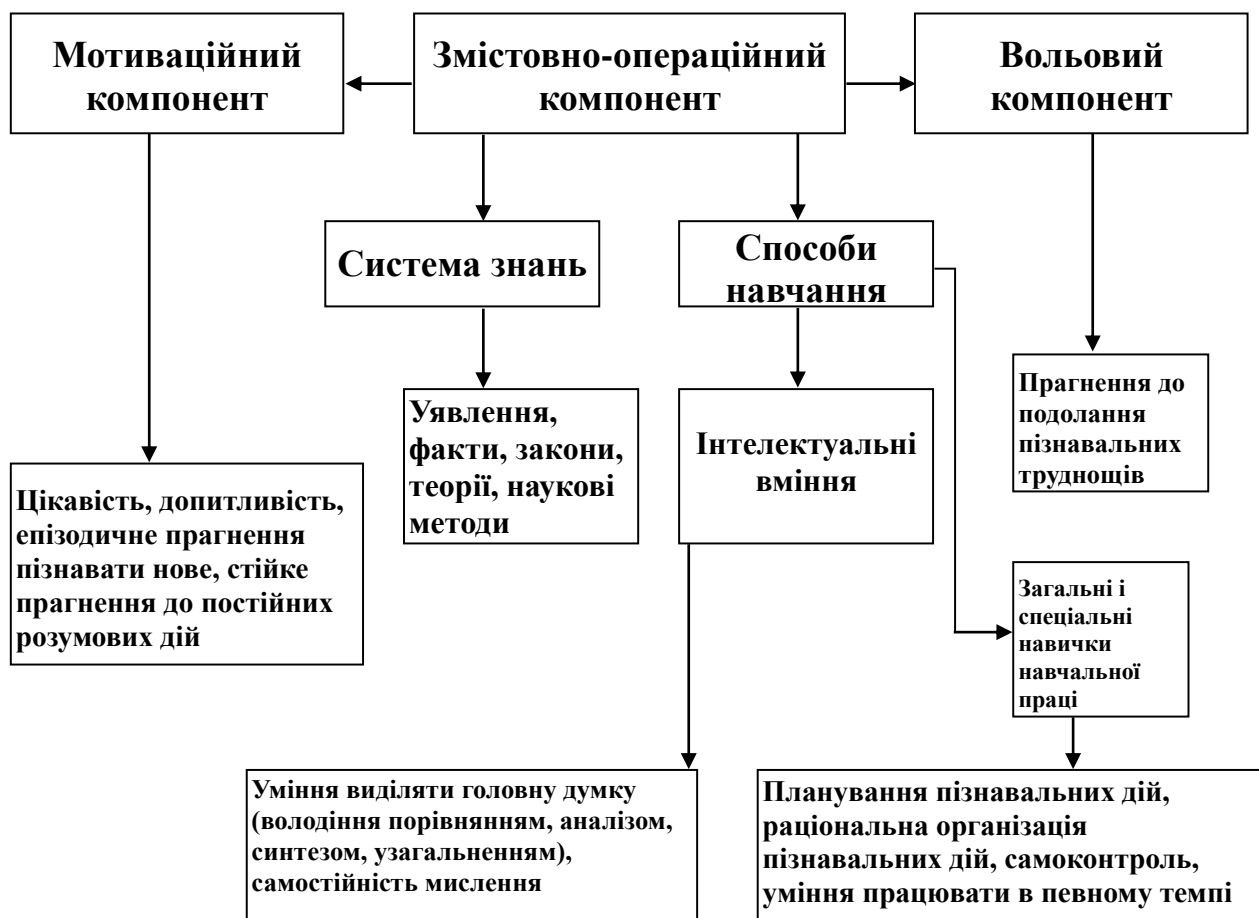 Мотиваційний
компонент
Змістовно-операційний
компонент
Вольовий
компонент
Система знань
Способи
навчання
Уявлення,
факти, закони,
теорії, наукові
методи
Інтелектуальні
вміння
Прагнення до
подолання
пізнавальних
труднощів
Цікавість, допитливість,
епізодичне прагнення
пізнавати нове, стійке
прагнення до постійних
розумових дій
Загальні і
спеціальні
навички
навчальної
праці
Уміння виділяти головну думку
(володіння порівнянням, аналізом,
синтезом, узагальненням),
самостійність мислення
Планування пізнавальних дій,
раціональна організація
пізнавальних дій, самоконтроль,
уміння працювати в певному темпі